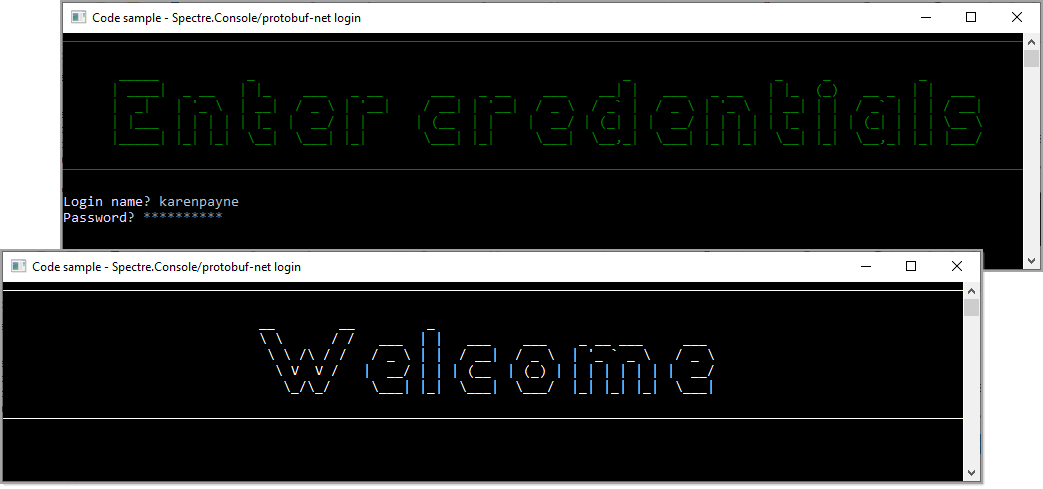 Code sample - Spectre.Console/protobuf-net login
Enter credentials
Login name? karenpayne
Password? **********
Code sample - Spectre.Console/protobuf-net login
Welcome